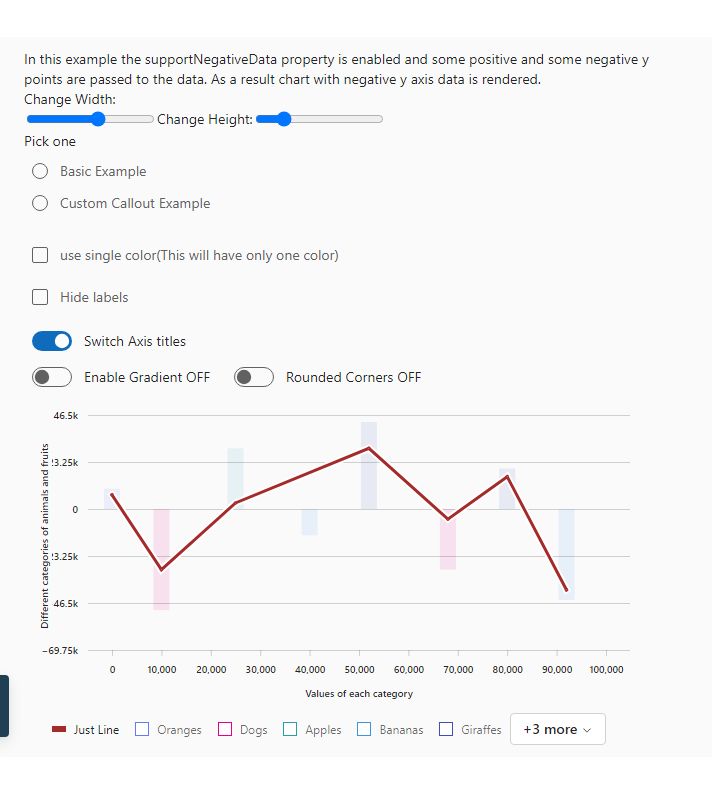 In this example the supportNegativeData property is enabled and some positive and some negative y
points are passed to the data. As a result chart with negative y axis data is rendered.
Change Width:
Change Height:
Pick one
Basic Example
Custom Callout Example
use single color(This will have only one color)
Hide labels
Switch Axis titles
Enable Gradient OFF Rounded Corners OFF
46.5k
3.25k
0
3.25k
46.5k
−69.75k
Different categories of animals and fruits
0 10,000 20,000 30,000 40,000 50,000 60,000 70,000 80,000 90,000 100,000
Values of each category
Just Line Oranges Dogs Apples Bananas Giraffes +3 more